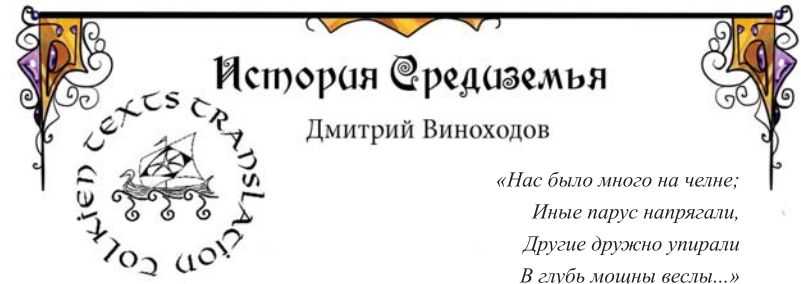 История Средиземья
Дмитрий Виноходов
TOLKIEN TEXTS TRANSLATION
«Нас было много на челне;
Иные парус напрягали,
Другие дружно упирали
В глубь мощны веслы...»